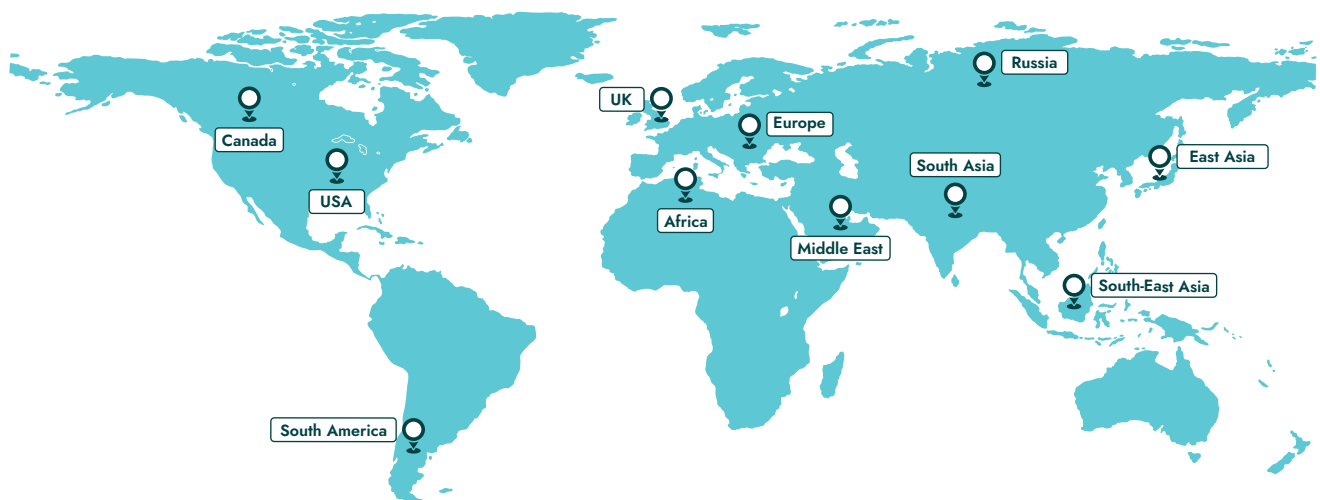 Russia
UK
Europe
Canada
East Asia
South Asia
USA
Africa
Middle East
South-East Asia
South America